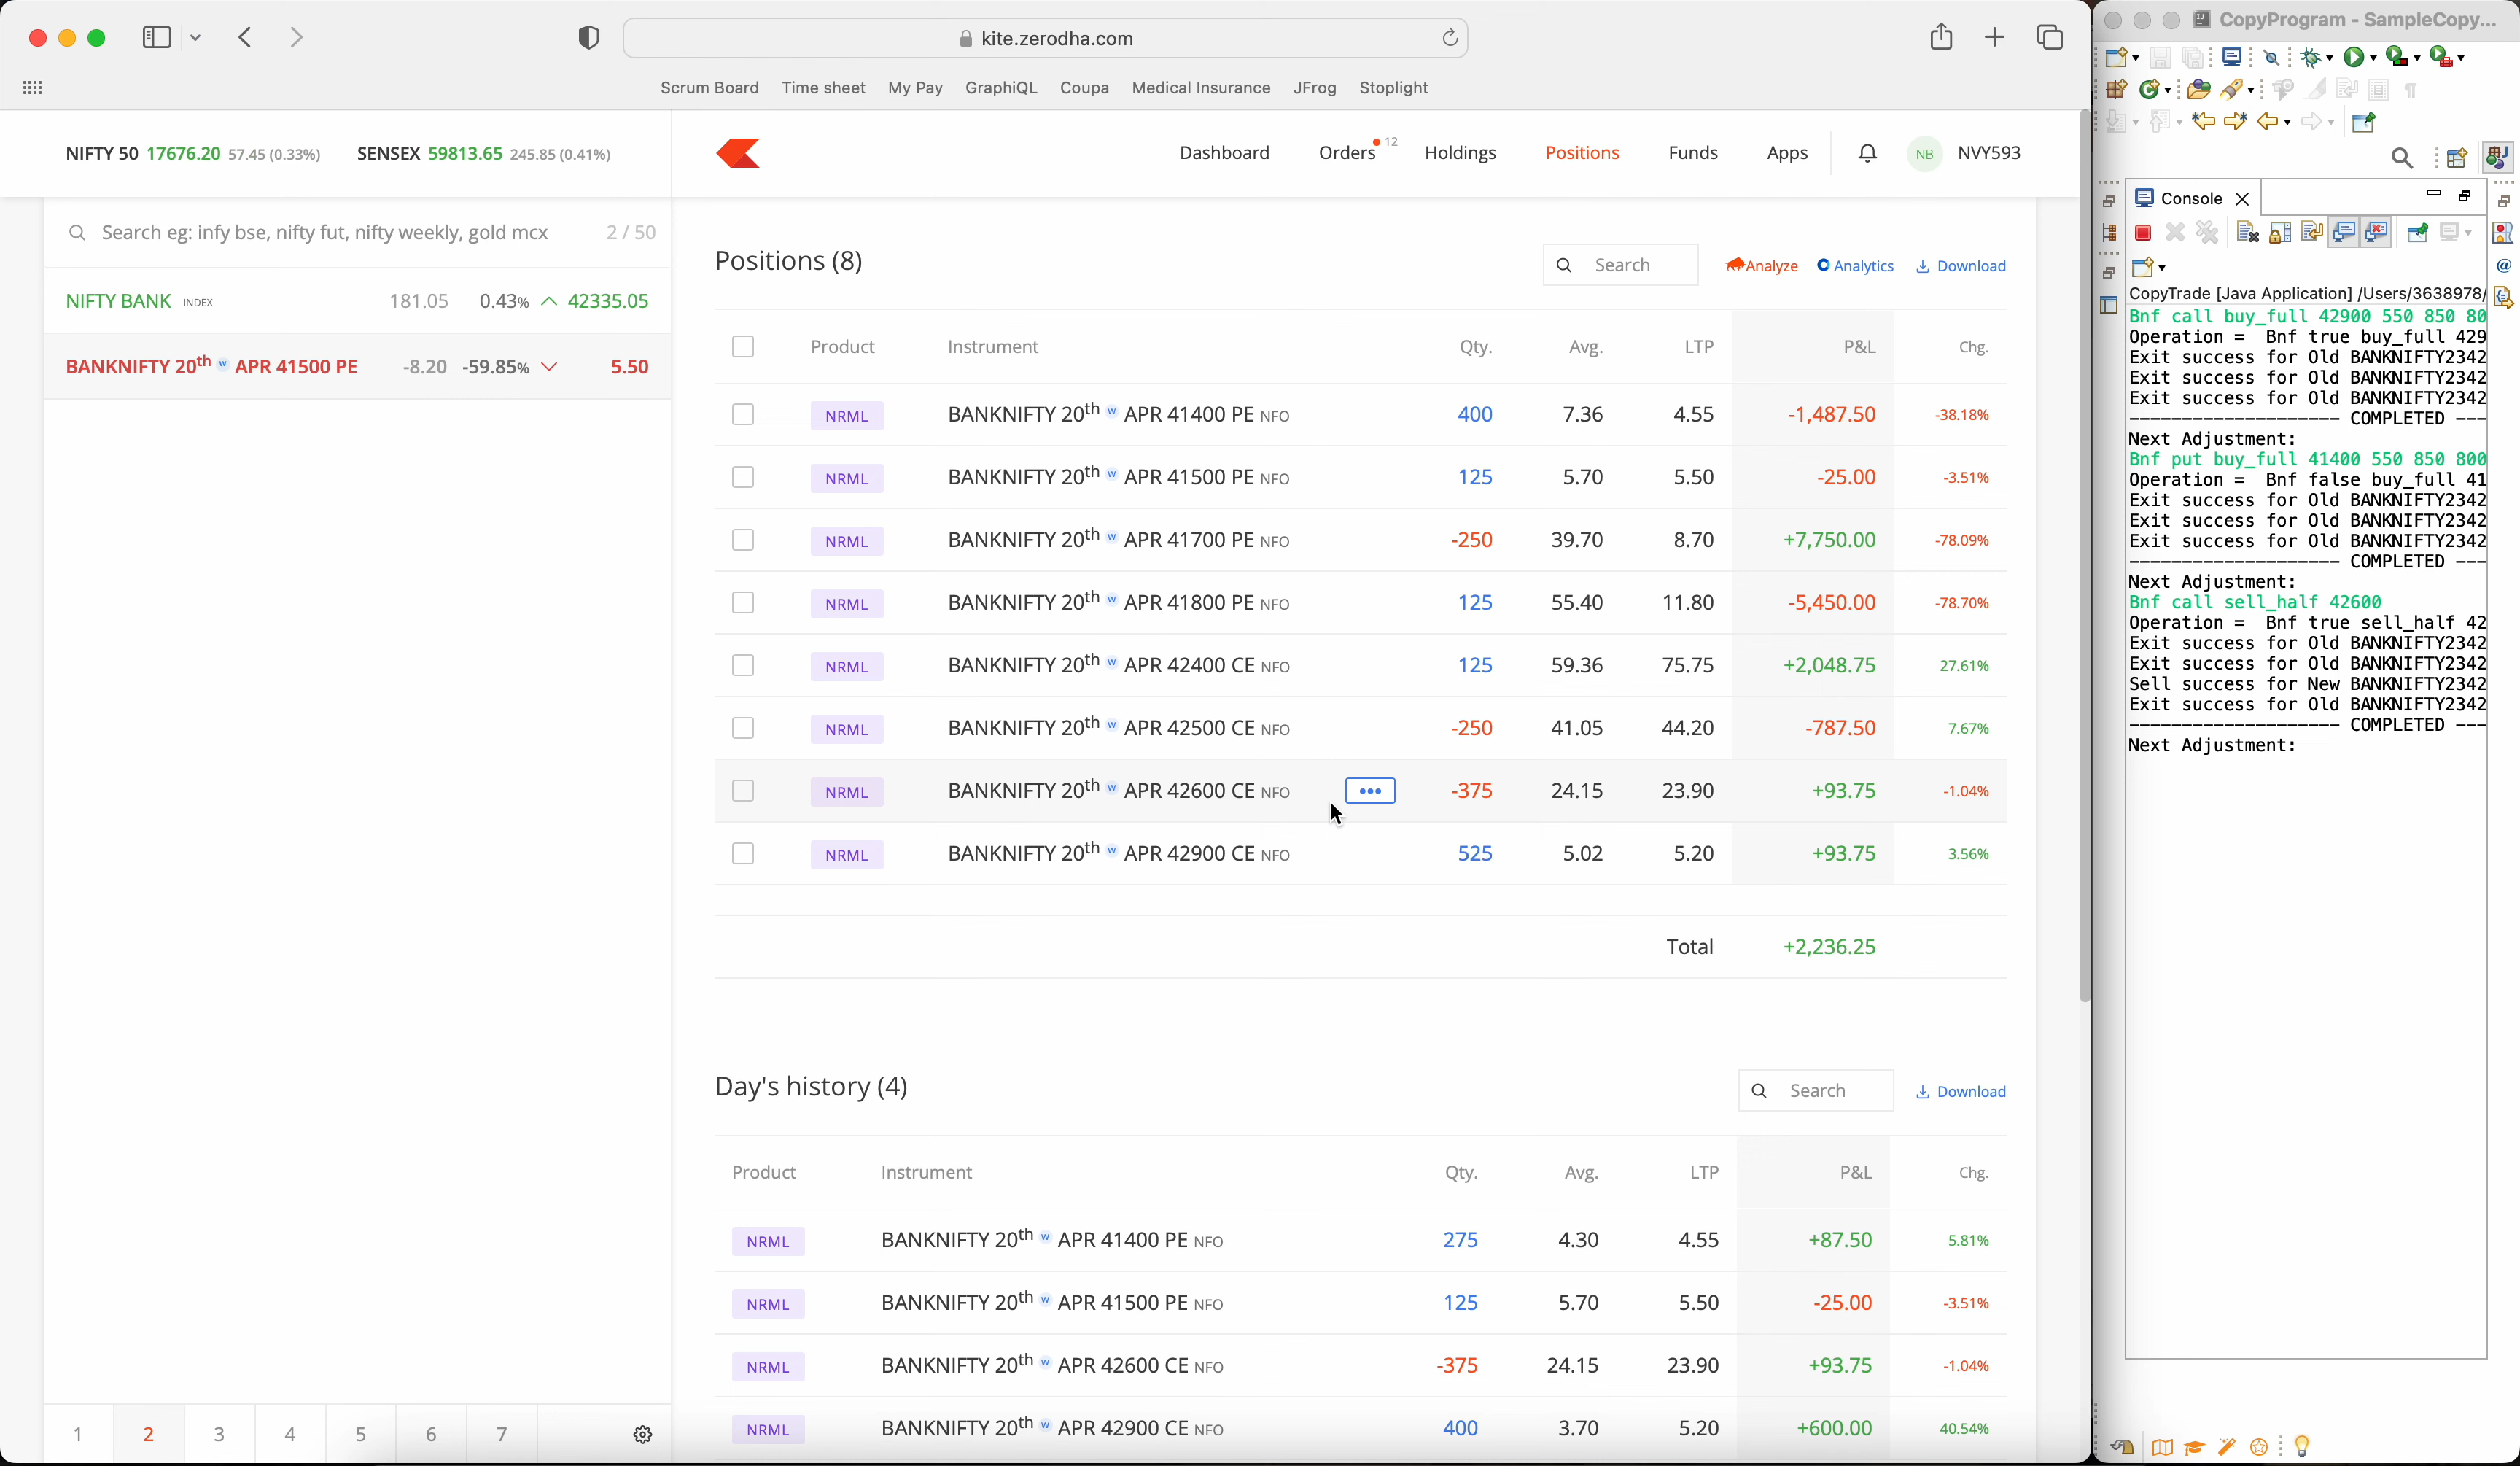 kite.zerodha.com
CopyProgram - SampleCopy...
Scrum Board Time sheet My Pay GraphiQL Coupa Medical Insurance JFrog Stoplight
NIFTY 50 17676.20 57.45 (0.33%) SENSEX 59813.65 245.85 (0.41%)
Dashboard Orders 12 Holdings Positions Funds Apps NB NVY593
Search eg: infy bse, nifty fut, nifty weekly, gold mcx 2 / 50
NIFTY BANK INDEX 181.05 0.43% 42335.05
BANKNIFTY 20th w APR 41500 PE -8.20 -59.85% 5.50
1 2 3 4 5 6 7
Positions (8) Search Analyze Analytics Download
Product Instrument Qty. Avg. LTP P&L Chg.
NRML BANKNIFTY 20th w APR 41400 PE NFO 400 7.36 4.55 -1,487.50 -38.18%
NRML BANKNIFTY 20th w APR 41500 PE NFO 125 5.70 5.50 -25.00 -3.51%
NRML BANKNIFTY 20th w APR 41700 PE NFO -250 39.70 8.70 +7,750.00 -78.09%
NRML BANKNIFTY 20th w APR 41800 PE NFO 125 55.40 11.80 -5,450.00 -78.70%
NRML BANKNIFTY 20th w APR 42400 CE NFO 125 59.36 75.75 +2,048.75 27.61%
NRML BANKNIFTY 20th w APR 42500 CE NFO -250 41.05 44.20 -787.50 7.67%
NRML BANKNIFTY 20th w APR 42600 CE NFO ••• -375 24.15 23.90 +93.75 -1.04%
NRML BANKNIFTY 20th w APR 42900 CE NFO 525 5.02 5.20 +93.75 3.56%
Total +2,236.25
Day's history (4) Search Download
Product Instrument Qty. Avg. LTP P&L Chg.
NRML BANKNIFTY 20th w APR 41400 PE NFO 275 4.30 4.55 +87.50 5.81%
NRML BANKNIFTY 20th w APR 41500 PE NFO 125 5.70 5.50 -25.00 -3.51%
NRML BANKNIFTY 20th w APR 42600 CE NFO -375 24.15 23.90 +93.75 -1.04%
NRML BANKNIFTY 20th w APR 42900 CE NFO 400 3.70 5.20 +600.00 40.54%
Console
CopyTrade [Java Application] /Users/3638978/
Bnf call buy_full 42900 550 850 80
Operation = Bnf true buy_full 429
Exit success for Old BANKNIFTY2342
Exit success for Old BANKNIFTY2342
Exit success for Old BANKNIFTY2342
-------------------- COMPLETED ---
Next Adjustment:
Bnf put buy_full 41400 550 850 800
Operation = Bnf false buy_full 41
Exit success for Old BANKNIFTY2342
Exit success for Old BANKNIFTY2342
Exit success for Old BANKNIFTY2342
-------------------- COMPLETED ---
Next Adjustment:
Bnf call sell_half 42600
Operation = Bnf true sell_half 42
Exit success for Old BANKNIFTY2342
Exit success for Old BANKNIFTY2342
Sell success for New BANKNIFTY2342
Exit success for Old BANKNIFTY2342
-------------------- COMPLETED ---
Next Adjustment: